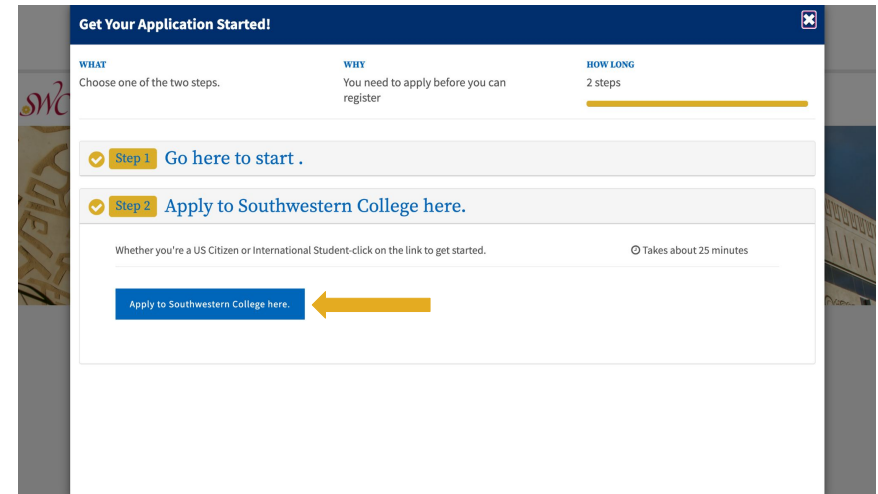 Get Your Application Started!
WHAT
Choose one of the two steps.
WHY
You need to apply before you can
register
HOW LONG
2 steps
SWC
Step 1 Go here to start .
Step 2 Apply to Southwestern College here.
Whether you're a US Citizen or International Student-click on the link to get started.
Takes about 25 minutes
Apply to Southwestern College here.